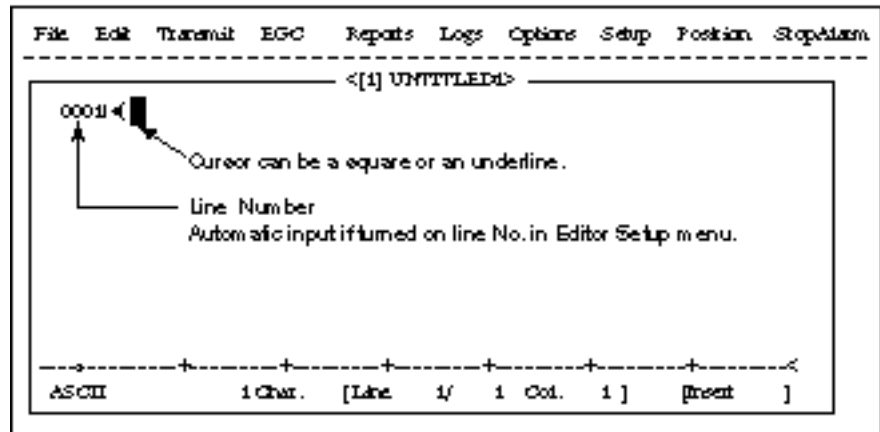 File Edit Transmit EGC Reports Logs Options Setup Position StopAlarm
<[1] UNTITLED1>
0001
Cursor can be a square or an underline.
Line Number
Automatic input if turned on line No. in Editor Setup menu.
ASCII 1 Char. [Line 1/ 1 Col. 1 ] [Insert ]